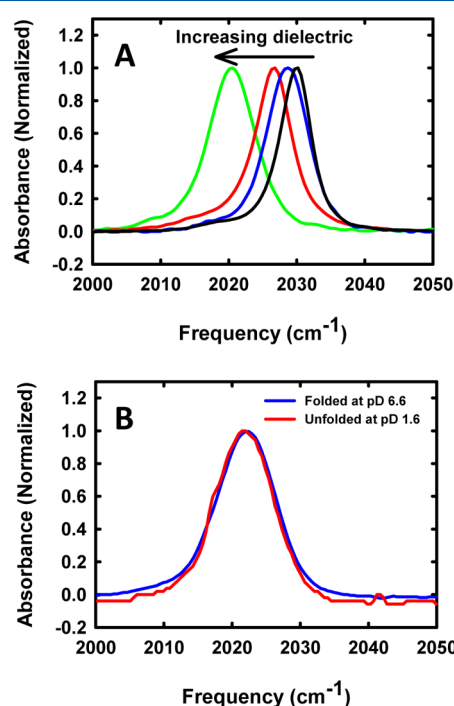 Increasing dielectric
A
1.2
1.0
0.8
0.6
0.4
0.2
0.0
-0.2
Absorbance (Normalized)
2000 2010 2020 2030 2040 2050
Frequency (cm-1)
B
Folded at pD 6.6
Unfolded at pD 1.6
1.2
1.0
0.8
0.6
0.4
0.2
0.0
-0.2
Absorbance (Normalized)
2000 2010 2020 2030 2040 2050
Frequency (cm-1)